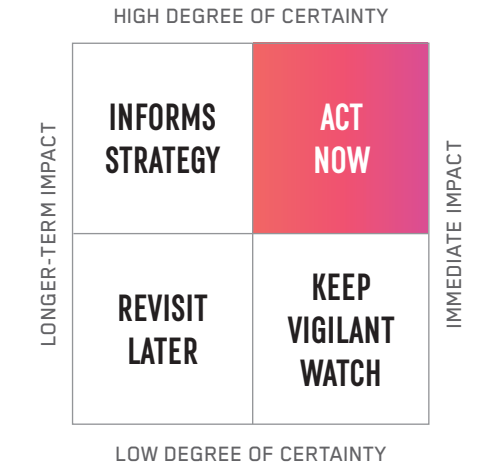 HIGH DEGREE OF CERTAINTY
LONGER-TERM IMPACT
INFORMS
STRATEGY
ACT
NOW
IMMEDIATE IMPACT
REVISIT
LATER
KEEP
VIGILANT
WATCH
LOW DEGREE OF CERTAINTY